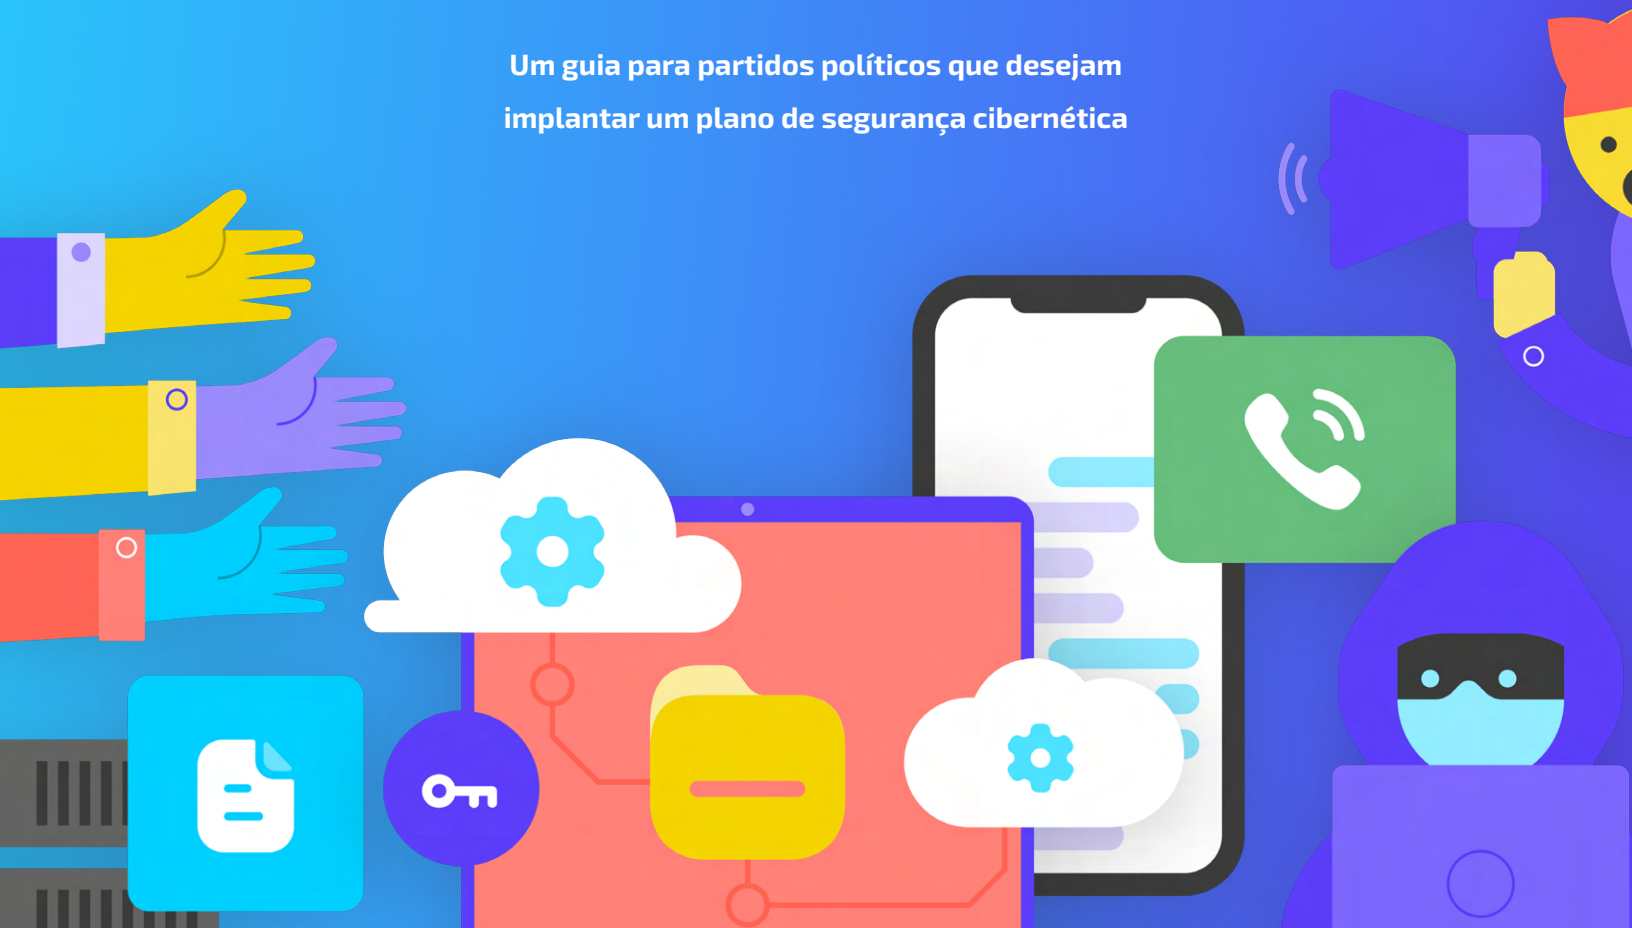 Um guia para partidos políticos que desejam
implantar um plano de segurança cibernética